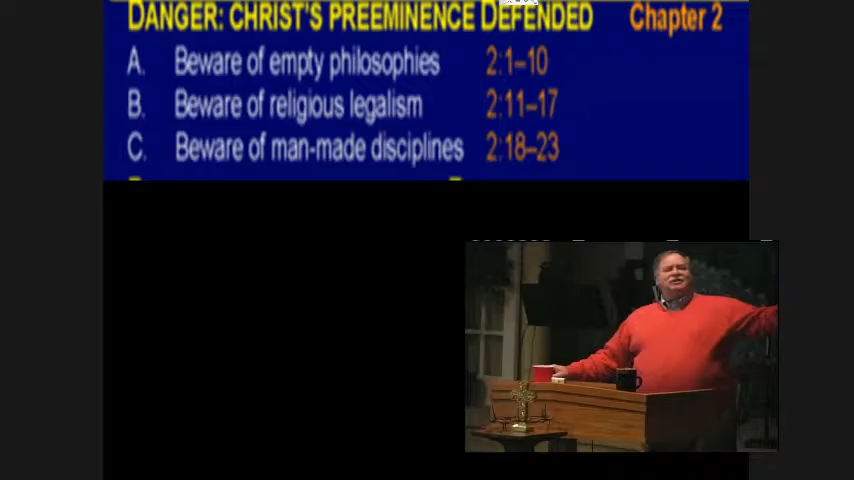 DANGER: CHRIST'S PREEMINENCE DEFENDED Chapter 2
A. Beware of empty philosophies 2:1–10
B. Beware of religious legalism 2:11–17
C. Beware of man-made disciplines 2:18–23